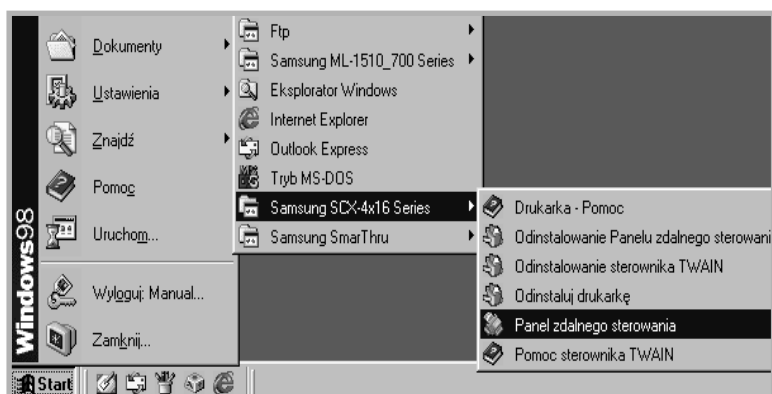 Windows98
Dokumenty
Ustawienia
Znajdź
Pomoc
Uruchom...
Wyloguj: Manual...
Zamknij...
Ftp
Samsung ML-1510_700 Series
Eksplorator Windows
Internet Explorer
Outlook Express
Tryb MS-DOS
Samsung SCX-4x16 Series
Samsung SmarThru
Drukarka - Pomoc
Odinstalowanie Panelu zdalnego sterowani
Odinstalowanie sterownika TWAIN
Odinstaluj drukarkę
Panel zdalnego sterowania
Pomoc sterownika TWAIN
Start